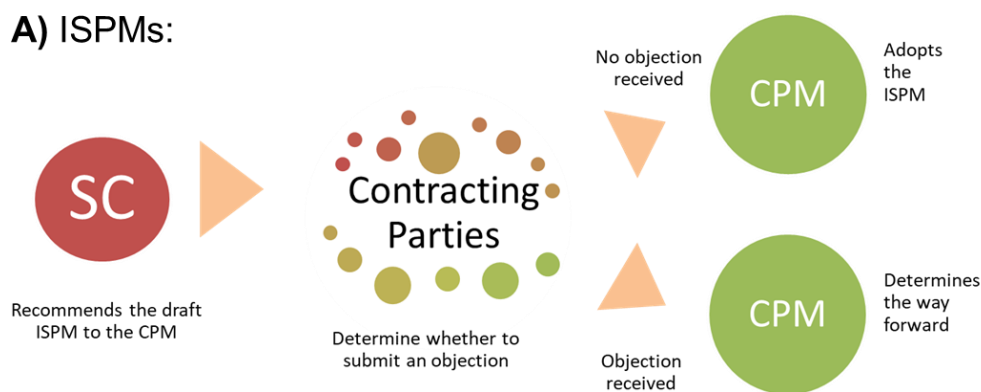 A) ISPMs:
SC
Recommends the draft
ISPM to the CPM
Contracting
Parties
Determine whether to
submit an objection
No objection
received
CPM
Adopts
the
ISPM
Objection
received
CPM
Determines
the way
forward